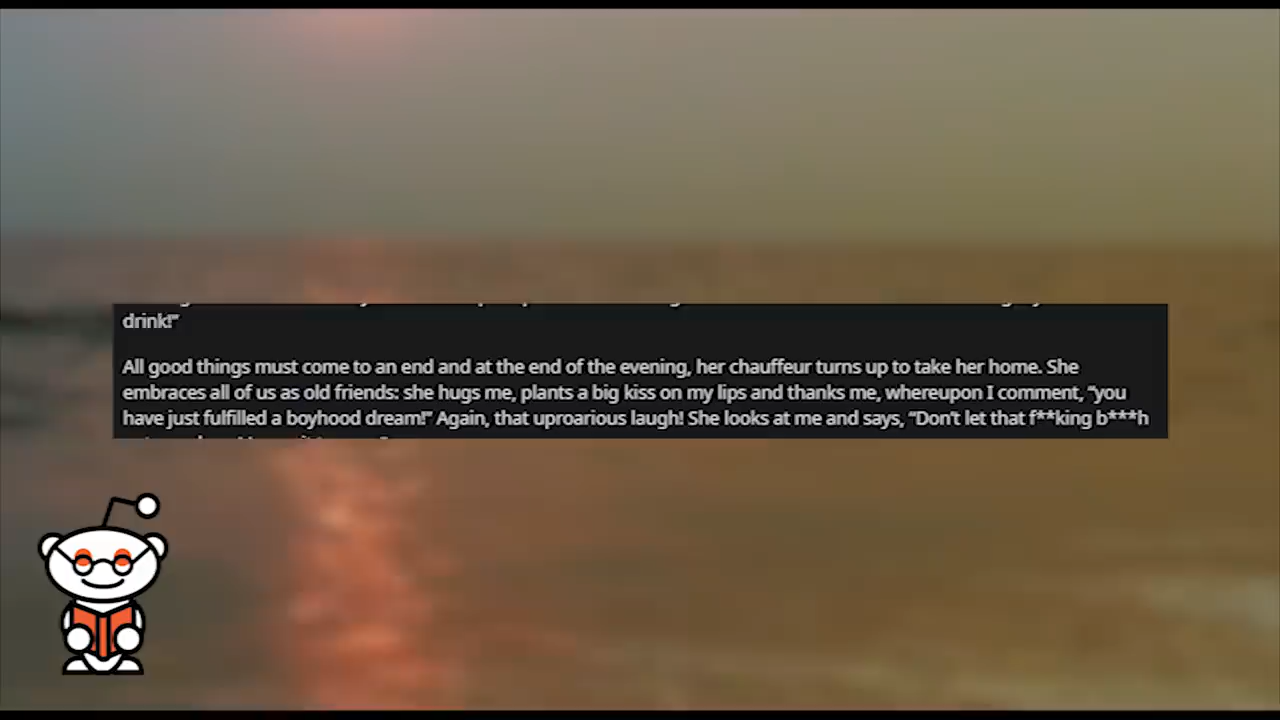 drink!”
All good things must come to an end and at the end of the evening, her chauffeur turns up to take her home. She
embraces all of us as old friends: she hugs me, plants a big kiss on my lips and thanks me, whereupon I comment, “you
have just fulfilled a boyhood dream!” Again, that uproarious laugh! She looks at me and says, “Don’t let that f**king b***h